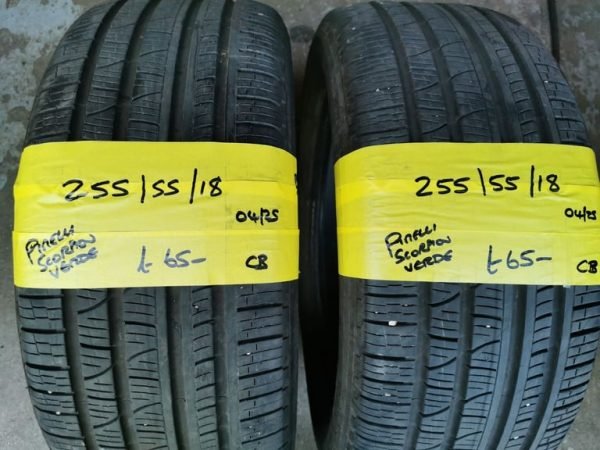 255/55/18
04/25
PIRELLI
SCORPION
VERDE
£65-
CB
255/55/18
04/25
PIRELLI
SCORPION
VERDE
£65-
CB